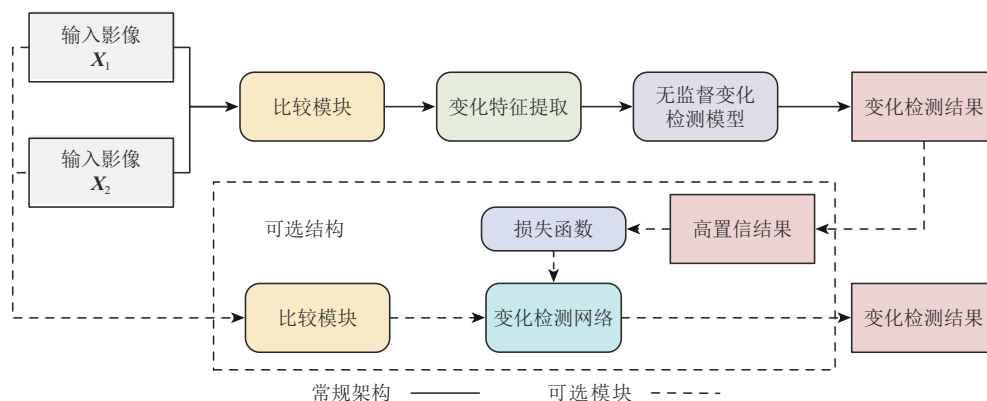 输入影像
X1
比较模块
变化特征提取
无监督变化
检测模型
变化检测结果
输入影像
X2
可选结构
损失函数
高置信结果
比较模块
变化检测网络
变化检测结果
常规架构
可选模块